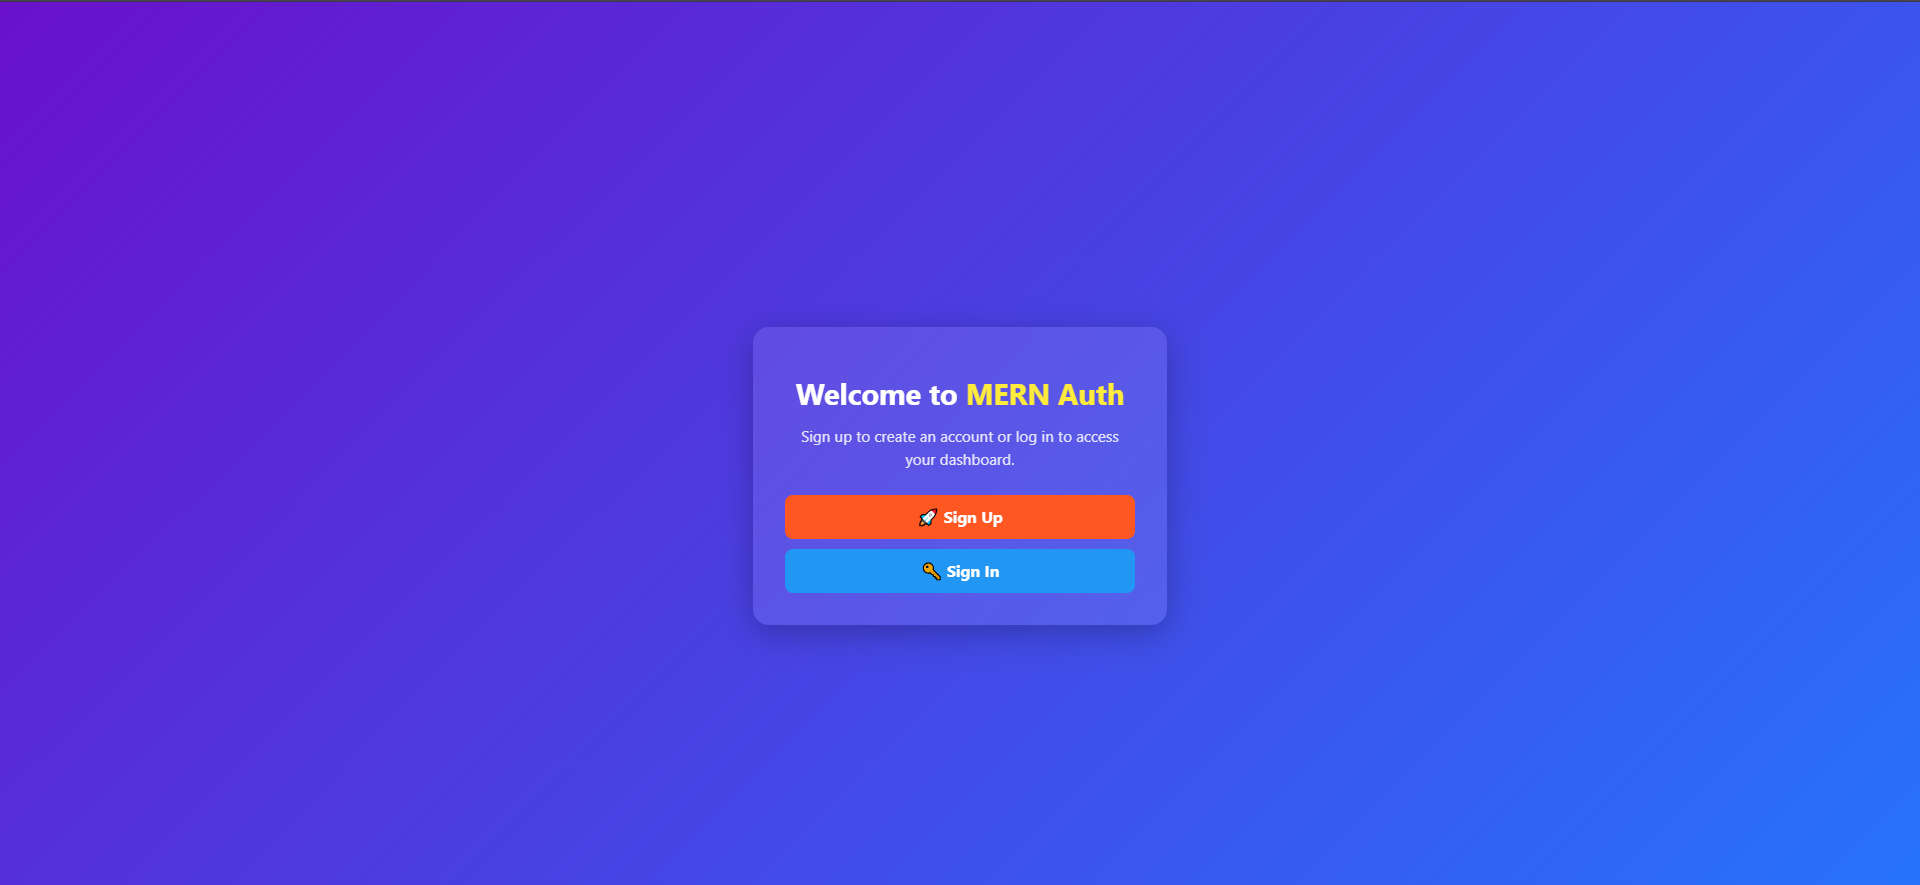 Welcome to MERN Auth
Sign up to create an account or log in to access
your dashboard.
🚀 Sign Up
🔑 Sign In